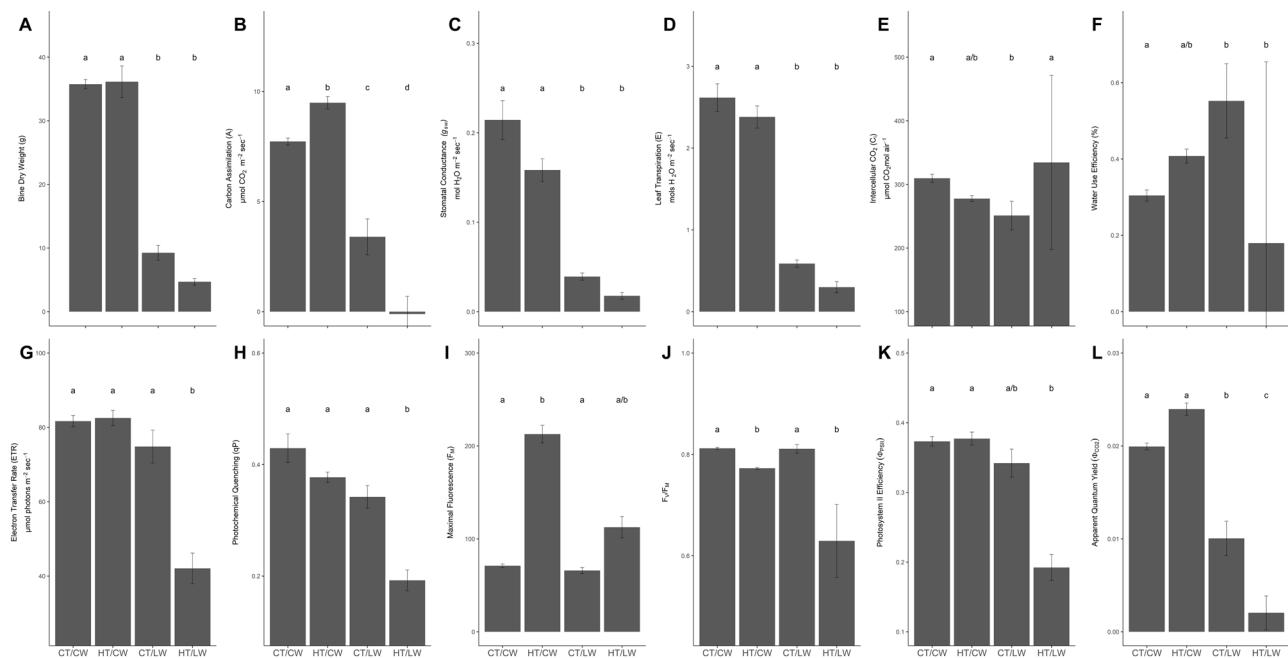 A
B
C
D
E
F
Bine Dry Weight (g)
40
30
20
10
0
a a b b
Carbon Assimilation (A)
μmol CO₂ m⁻² sec⁻¹
10
5
0
a b c d
Stomatal Conductance (gsw)
mol H₂O m⁻² sec⁻¹
0.3
0.2
0.1
0.0
a a b b
Leaf Transpiration (E)
mols H₂O m⁻² sec⁻¹
3
2
1
0
a a b b
Intercellular CO₂ (Cᵢ)
μmol CO₂mol air⁻¹
500
400
300
200
100
a a/b b a
Water Use Efficiency (%)
0.6
0.4
0.2
0.0
a a/b b b
G
H
I
J
K
L
Electron Transfer Rate (ETR)
μmol photons m⁻² sec⁻¹
100
80
60
40
a a a b
CT/CW HT/CW CT/LW HT/LW
Photochemical Quenching (qP)
0.6
0.4
0.2
a a a b
CT/CW HT/CW CT/LW HT/LW
Maximal Fluorescence (FM)
300
200
100
0
a b a a/b
CT/CW HT/CW CT/LW HT/LW
FV/FM
1.0
0.8
0.6
a b a b
CT/CW HT/CW CT/LW HT/LW
Photosystem II Efficiency (ΦPSII)
0.5
0.4
0.3
0.2
0.1
a a a/b b
CT/CW HT/CW CT/LW HT/LW
Apparent Quantum Yield (ΦCO2)
0.03
0.02
0.01
0.00
a a b c
CT/CW HT/CW CT/LW HT/LW